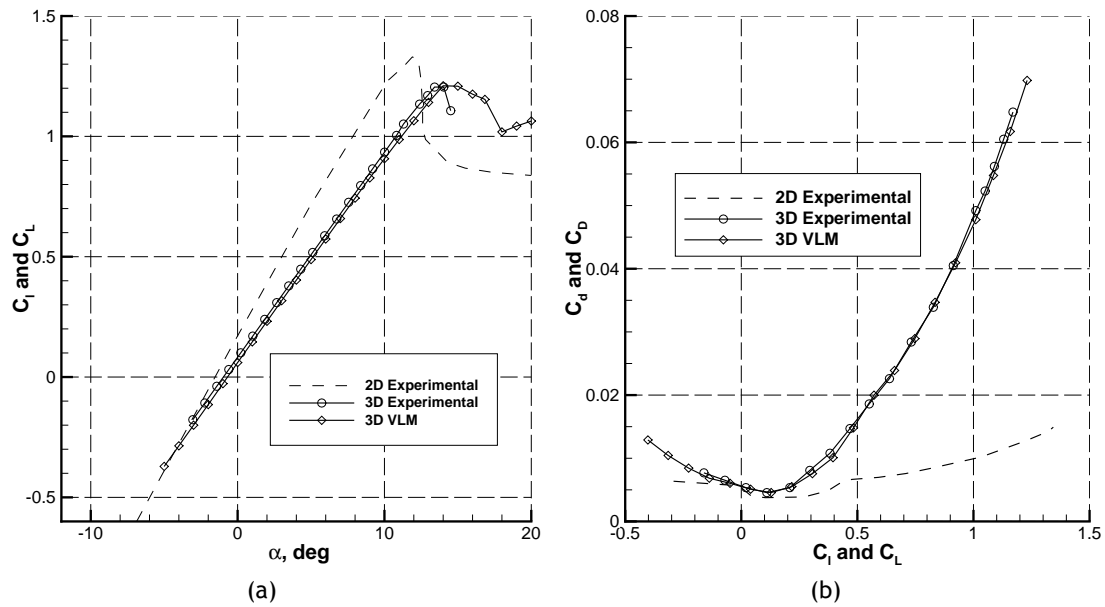 1.5
1
0.5
0
-0.5
C_l and C_L
-10
0
10
20
α, deg
2D Experimental
3D Experimental
3D VLM
(a)
0.08
0.06
0.04
0.02
0
C_d and C_D
-0.5
0
0.5
1
1.5
C_l and C_L
2D Experimental
3D Experimental
3D VLM
(b)